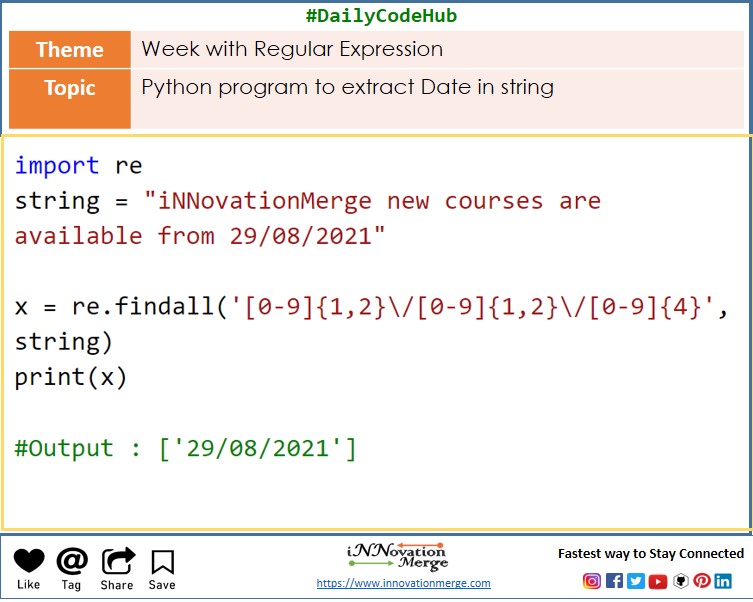 #DailyCodeHub
Theme
Week with Regular Expression
Topic
Python program to extract Date in string
import re
string = "iNNovationMerge new courses are
available from 29/08/2021"
x = re.findall('[0-9]{1,2}\/[0-9]{1,2}\/[0-9]{4}',
string)
print(x)
#Output : ['29/08/2021']
Like
Tag
Share
Save
iNNovation
Merge
https://www.innovationmerge.com
Fastest way to Stay Connected